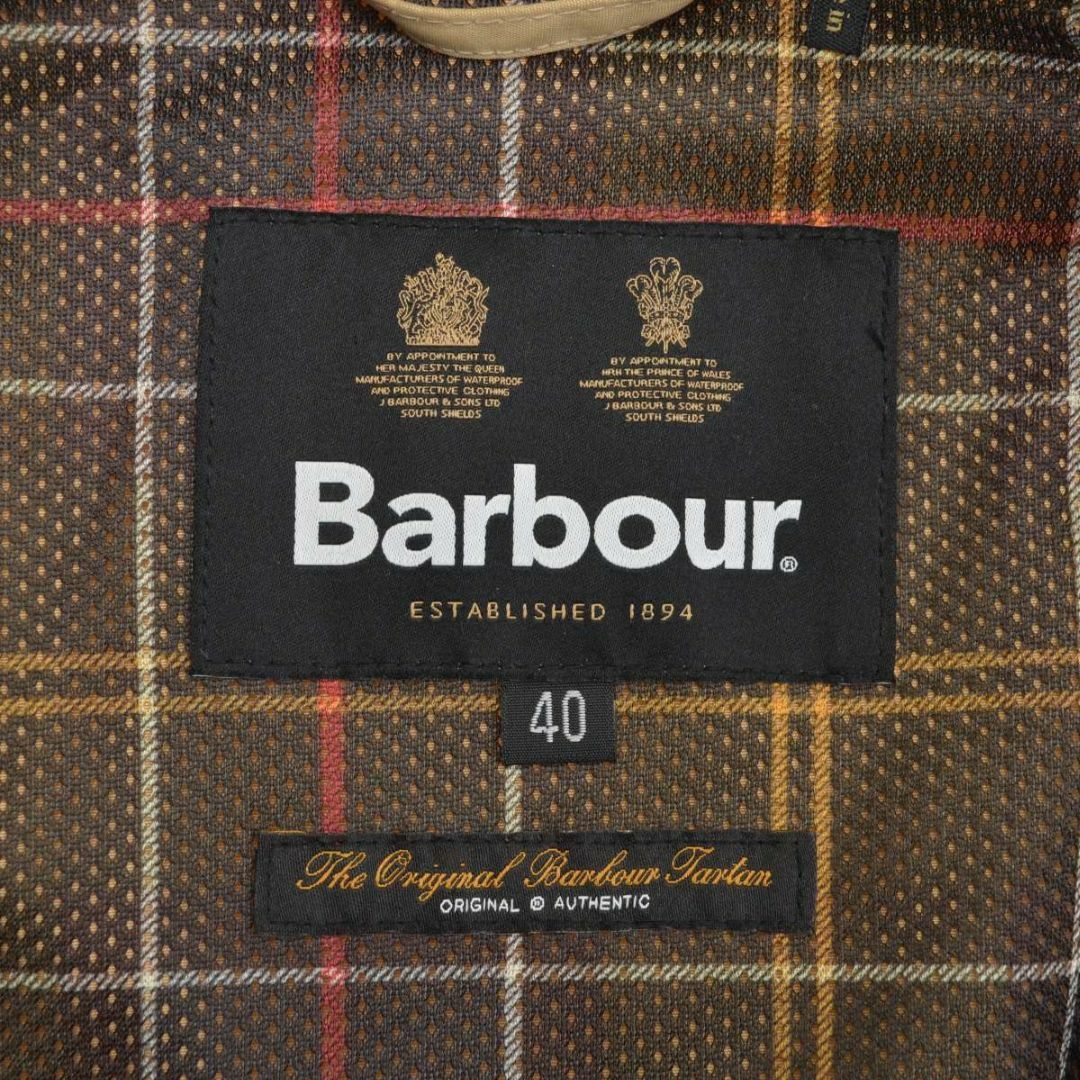 in
BY APPOINTMENT TO
HER MAJESTY THE QUEEN
MANUFACTURERS OF WATERPROOF
AND PROTECTIVE CLOTHING
J BARBOUR & SONS LTD
SOUTH SHIELDS
BY APPOINTMENT TO
HRH THE PRINCE OF WALES
MANUFACTURERS OF WATERPROOF
AND PROTECTIVE CLOTHING
J BARBOUR & SONS LTD
SOUTH SHIELDS
Barbour®
ESTABLISHED 1894
40
The Original Barbour Tartan
ORIGINAL ® AUTHENTIC